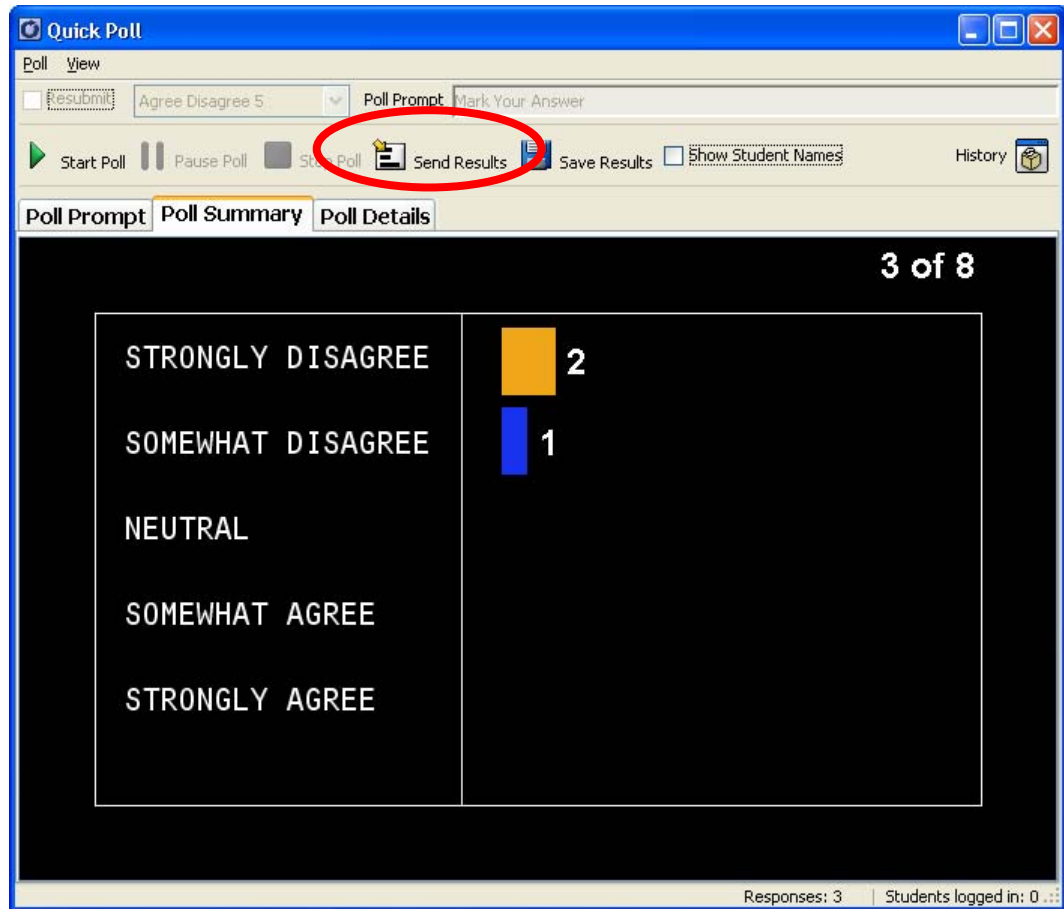 Quick Poll
Poll View
Resubmit Agree Disagree 5 Poll Prompt Mark Your Answer
Start Poll Pause Poll Stop Poll Send Results Save Results Show Student Names History
Poll Prompt Poll Summary Poll Details
3 of 8
STRONGLY DISAGREE 2
SOMEWHAT DISAGREE 1
NEUTRAL
SOMEWHAT AGREE
STRONGLY AGREE
Responses: 3 Students logged in: 0